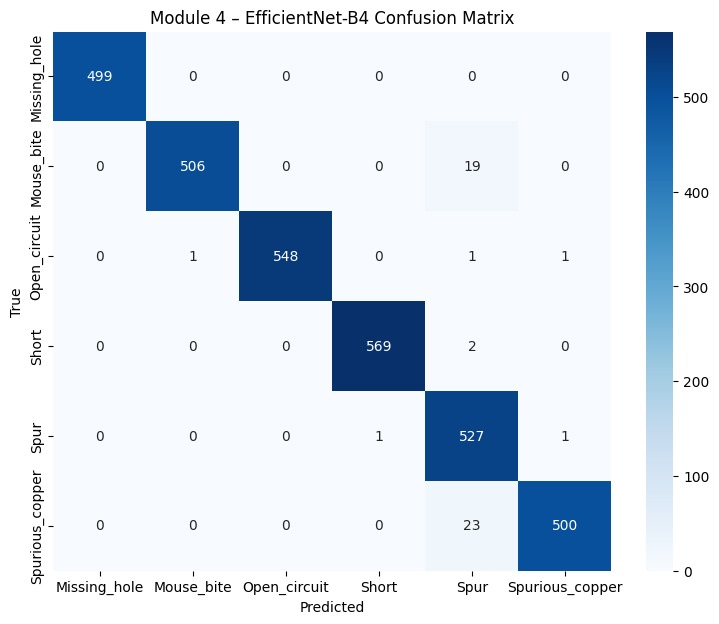 Module 4 – EfficientNet-B4 Confusion Matrix
True
Missing_hole
499 0 0 0 0 0
Mouse_bite
0 506 0 0 19 0
Open_circuit
0 1 548 0 1 1
Short
0 0 0 569 2 0
Spur
0 0 0 1 527 1
Spurious_copper
0 0 0 0 23 500
Missing_hole Mouse_bite Open_circuit Short Spur Spurious_copper
Predicted
500
400
300
200
100
0